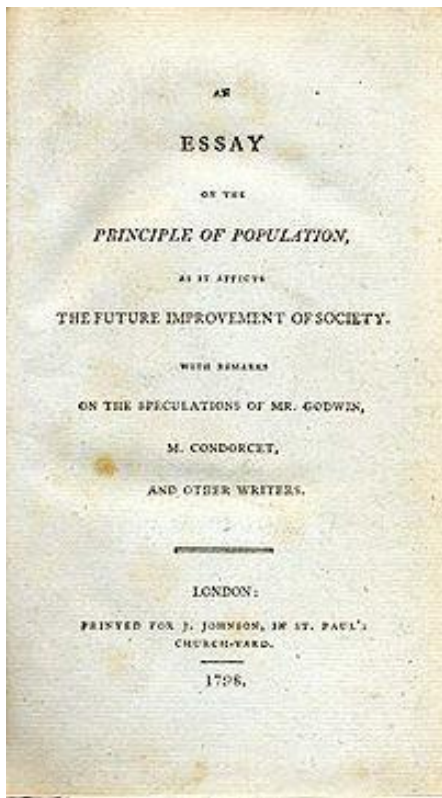 AN
ESSAY
ON THE
PRINCIPLE OF POPULATION,
AS IT AFFECTS
THE FUTURE IMPROVEMENT OF SOCIETY.
WITH REMARKS
ON THE SPECULATIONS OF MR. GODWIN,
M. CONDORCET,
AND OTHER WRITERS.
LONDON:
PRINTED FOR J. JOHNSON, IN ST. PAUL'S
CHURCH-YARD.
1798.